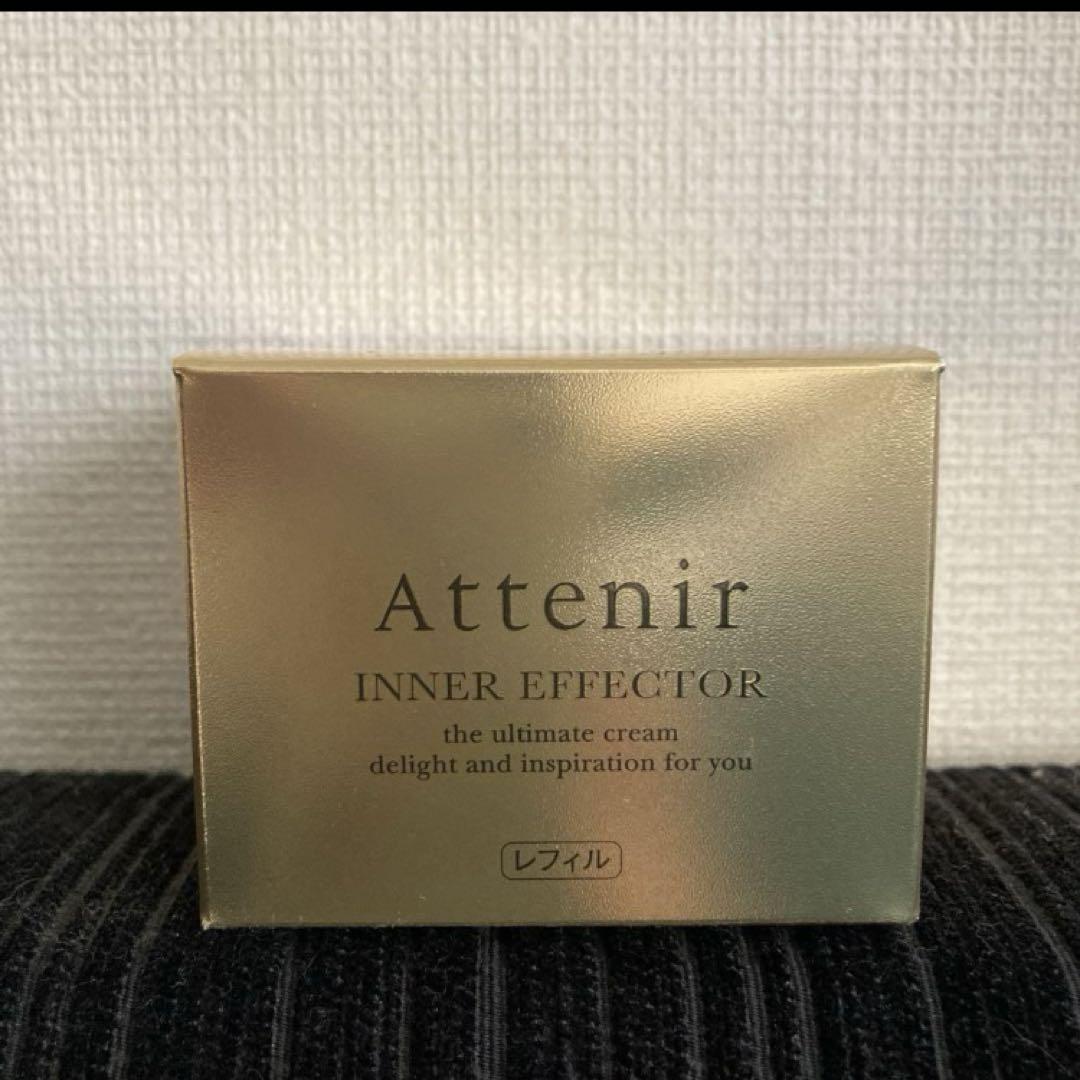 Attenir
INNER EFFECTOR
the ultimate cream
delight and inspiration for you
レフィル